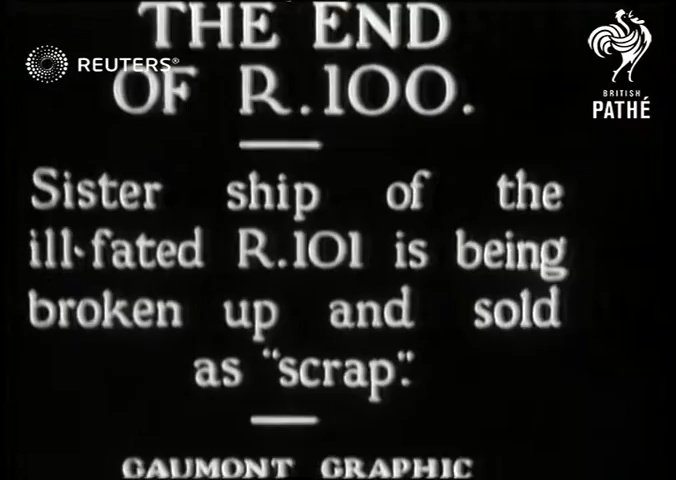 THE END
OF R.100.
REUTERS®
BRITISH
PATHÉ
Sister ship of the
ill-fated R.101 is being
broken up and sold
as "scrap".
GAUMONT GRAPHIC